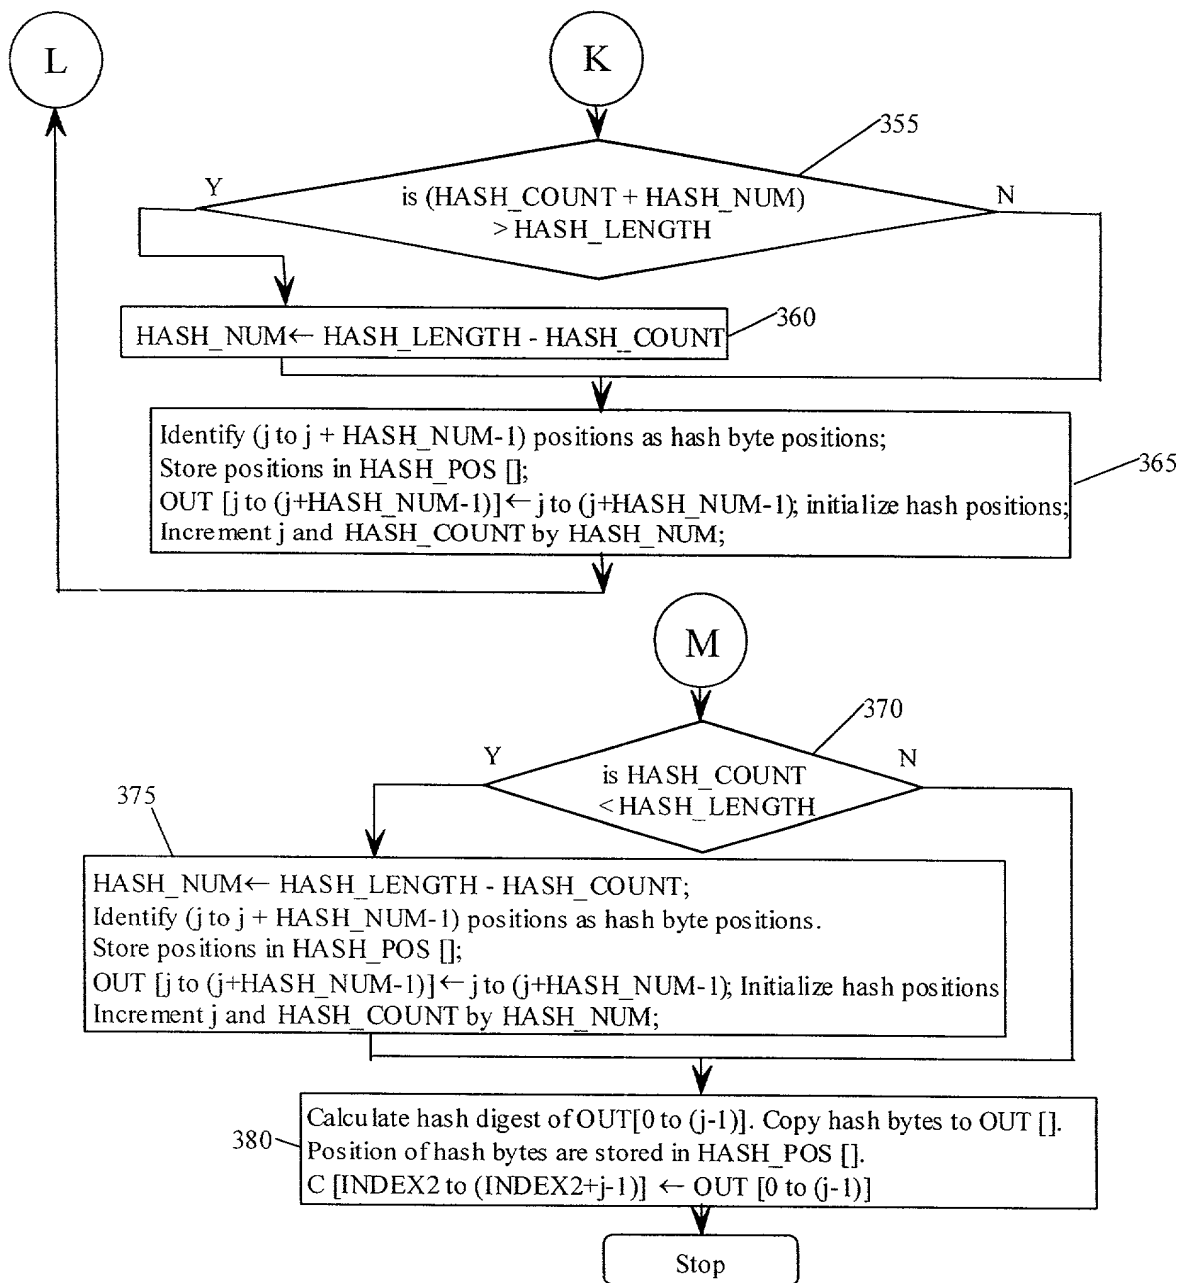 L
K
355
Y
N
is (HASH_COUNT + HASH_NUM)
> HASH_LENGTH
HASH_NUM← HASH_LENGTH - HASH_COUNT
360
Identify (j to j + HASH_NUM-1) positions as hash byte positions;
Store positions in HASH_POS [];
OUT [j to (j+HASH_NUM-1)]← j to (j+HASH_NUM-1); initialize hash positions;
Increment j and HASH_COUNT by HASH_NUM;
365
M
370
Y
N
is HASH_COUNT
< HASH_LENGTH
375
HASH_NUM← HASH_LENGTH - HASH_COUNT;
Identify (j to j + HASH_NUM-1) positions as hash byte positions.
Store positions in HASH_POS [];
OUT [j to (j+HASH_NUM-1)]← j to (j+HASH_NUM-1); Initialize hash positions
Increment j and HASH_COUNT by HASH_NUM;
Calculate hash digest of OUT[0 to (j-1)]. Copy hash bytes to OUT [].
380
Position of hash bytes are stored in HASH_POS [].
C [INDEX2 to (INDEX2+j-1)] ← OUT [0 to (j-1)]
Stop